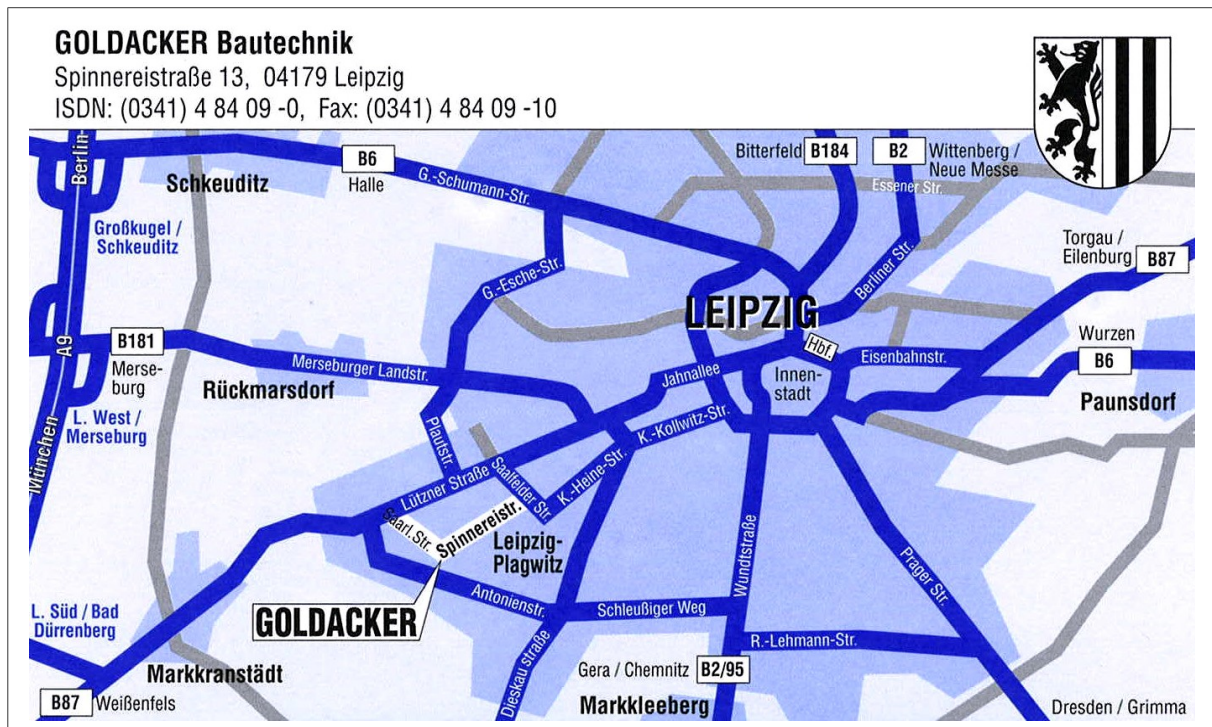 GOLDACKER Bautechnik
Spinnereistraße 13, 04179 Leipzig
ISDN: (0341) 4 84 09 -0, Fax: (0341) 4 84 09 -10
Berlin
B6
Halle
Schkeuditz
G.-Schumann-Str.
Bitterfeld B184
B2 Wittenberg /
Neue Messe
Essener Str.
Großkugel /
Schkeuditz
Torgau /
Eilenburg
B87
G.-Esche-Str.
Berliner Str.
LEIPZIG
Hbf.
A9
B181
Merse-
burg
Merseburger Landstr.
Rückmarsdorf
Jahnallee
Innen-
stadt
Eisenbahnstr.
Wurzen
B6
Paunsdorf
L. West /
Merseburg
München
Plautstr.
K.-Kollwitz-Str.
Lützner Straße
Saalfelder Str
K.-Heine-Str.
Saarl.Str.
Spinnereistr.
Leipzig-
Plagwitz
Wundtstraße
Prager Str.
L. Süd / Bad
Dürrenberg
GOLDACKER
Antonienstr.
Schleußiger Weg
R.-Lehmann-Str.
Markkranstädt
Dieskau straße
Gera / Chemnitz B2/95
Markkleeberg
B87 Weißenfels
Dresden / Grimma